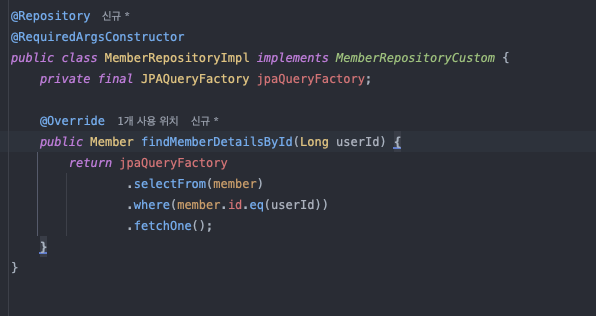 @Repository 신규 *
@RequiredArgsConstructor
public class MemberRepositoryImpl implements MemberRepositoryCustom {
private final JPAQueryFactory jpaQueryFactory;
@Override 1개 사용 위치 신규 *
public Member findMemberDetailsById(Long userId) {
return jpaQueryFactory
.selectFrom(member)
.where(member.id.eq(userId))
.fetchOne();
}
}